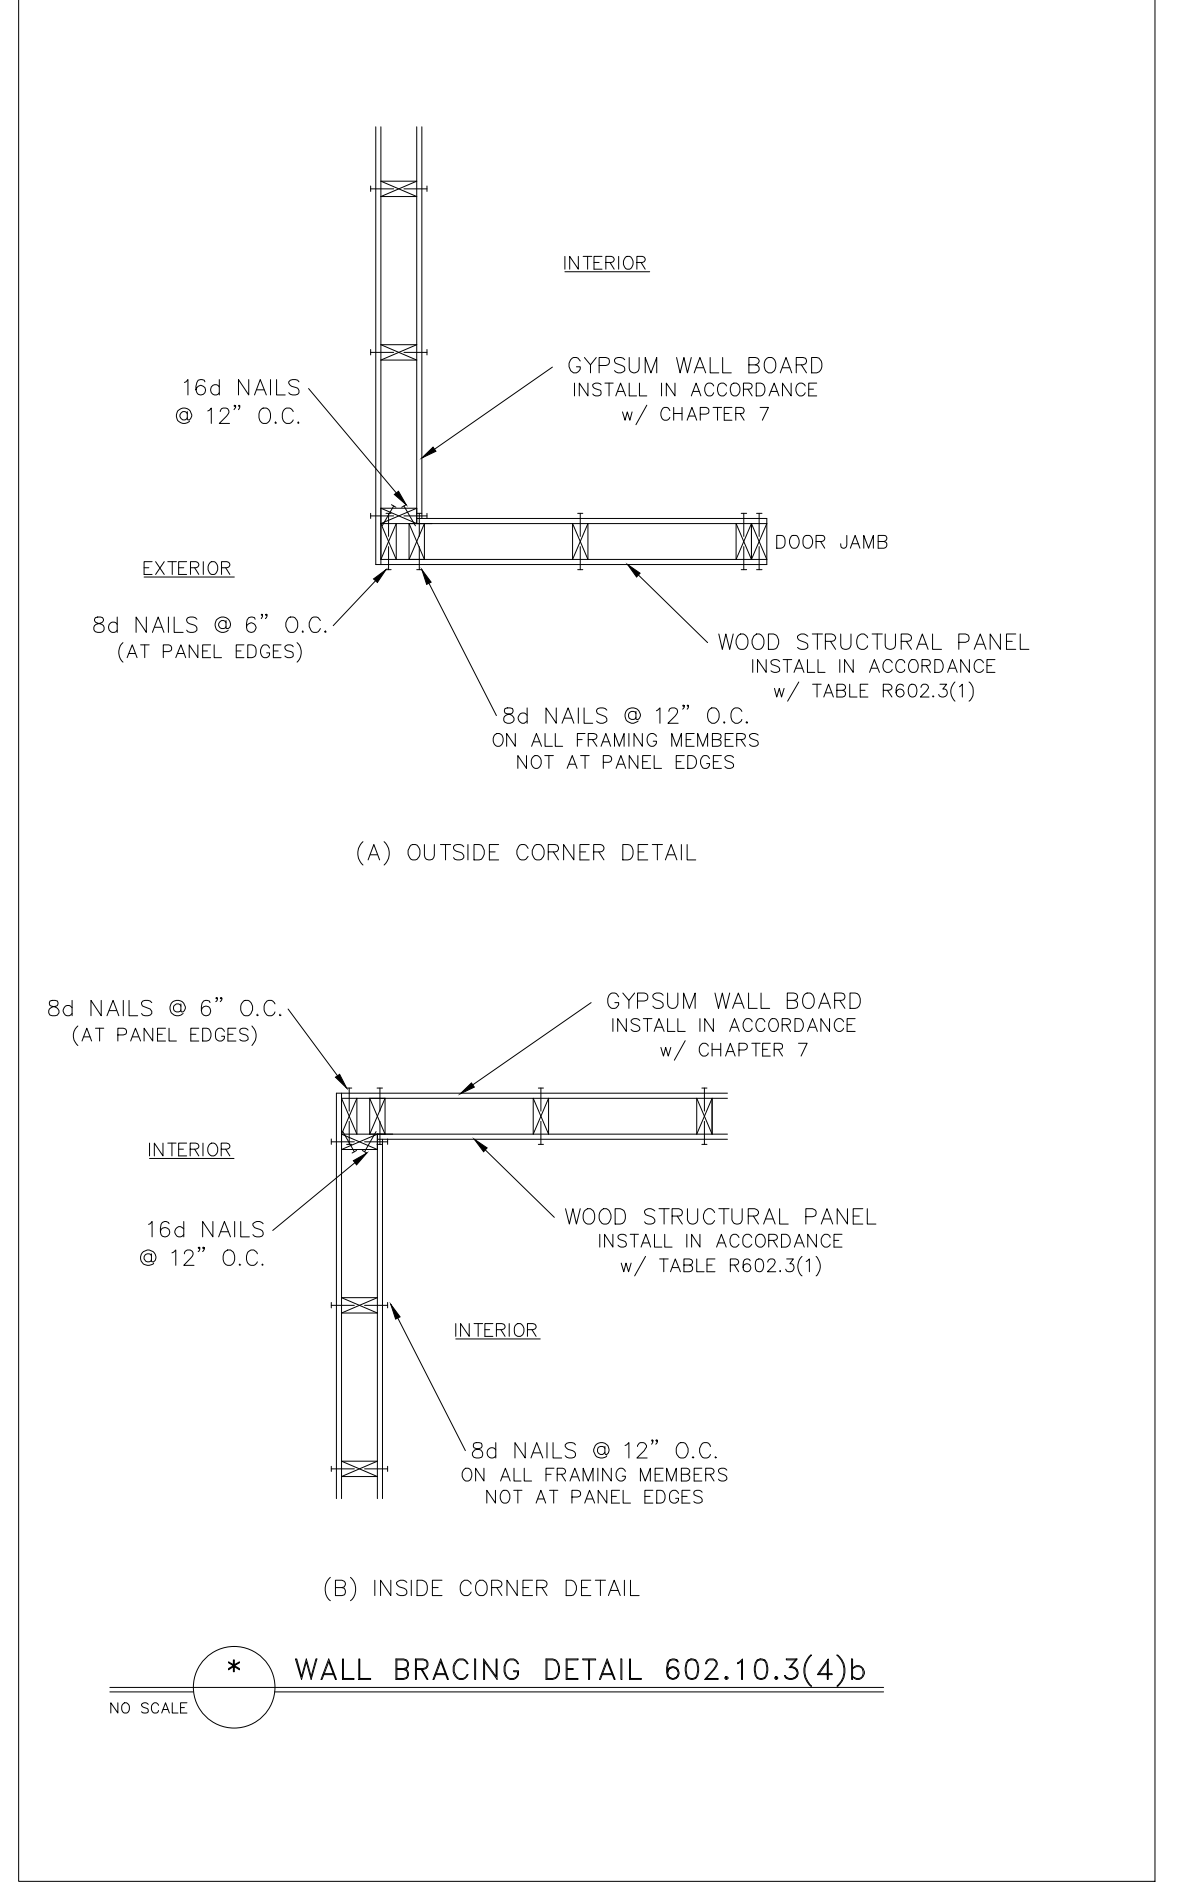 INTERIOR
GYPSUM WALL BOARD
INSTALL IN ACCORDANCE
w/ CHAPTER 7
16d NAILS
@ 12” O.C.
DOOR JAMB
EXTERIOR
8d NAILS @ 6” O.C.
(AT PANEL EDGES)
WOOD STRUCTURAL PANEL
INSTALL IN ACCORDANCE
w/ TABLE R602.3(1)
8d NAILS @ 12” O.C.
ON ALL FRAMING MEMBERS
NOT AT PANEL EDGES
(A) OUTSIDE CORNER DETAIL
8d NAILS @ 6” O.C.
(AT PANEL EDGES)
GYPSUM WALL BOARD
INSTALL IN ACCORDANCE
w/ CHAPTER 7
INTERIOR
16d NAILS
@ 12” O.C.
WOOD STRUCTURAL PANEL
INSTALL IN ACCORDANCE
w/ TABLE R602.3(1)
INTERIOR
8d NAILS @ 12” O.C.
ON ALL FRAMING MEMBERS
NOT AT PANEL EDGES
(B) INSIDE CORNER DETAIL
* WALL BRACING DETAIL 602.10.3(4)b
NO SCALE